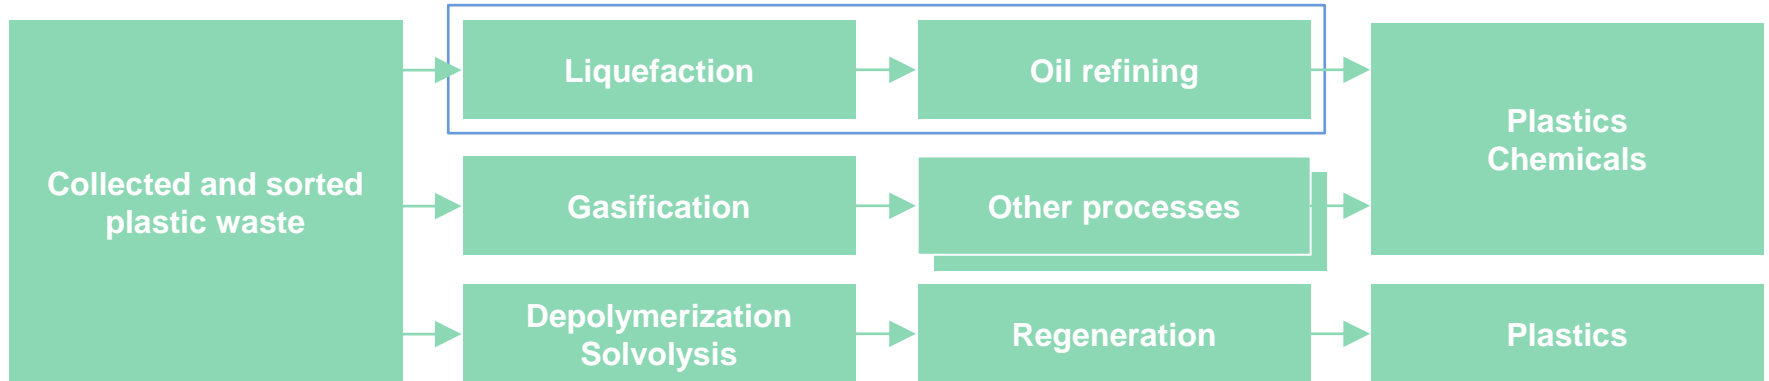 Collected and sorted
plastic waste
Liquefaction
Oil refining
Gasification
Other processes
Depolymerization
Solvolysis
Regeneration
Plastics
Chemicals
Plastics